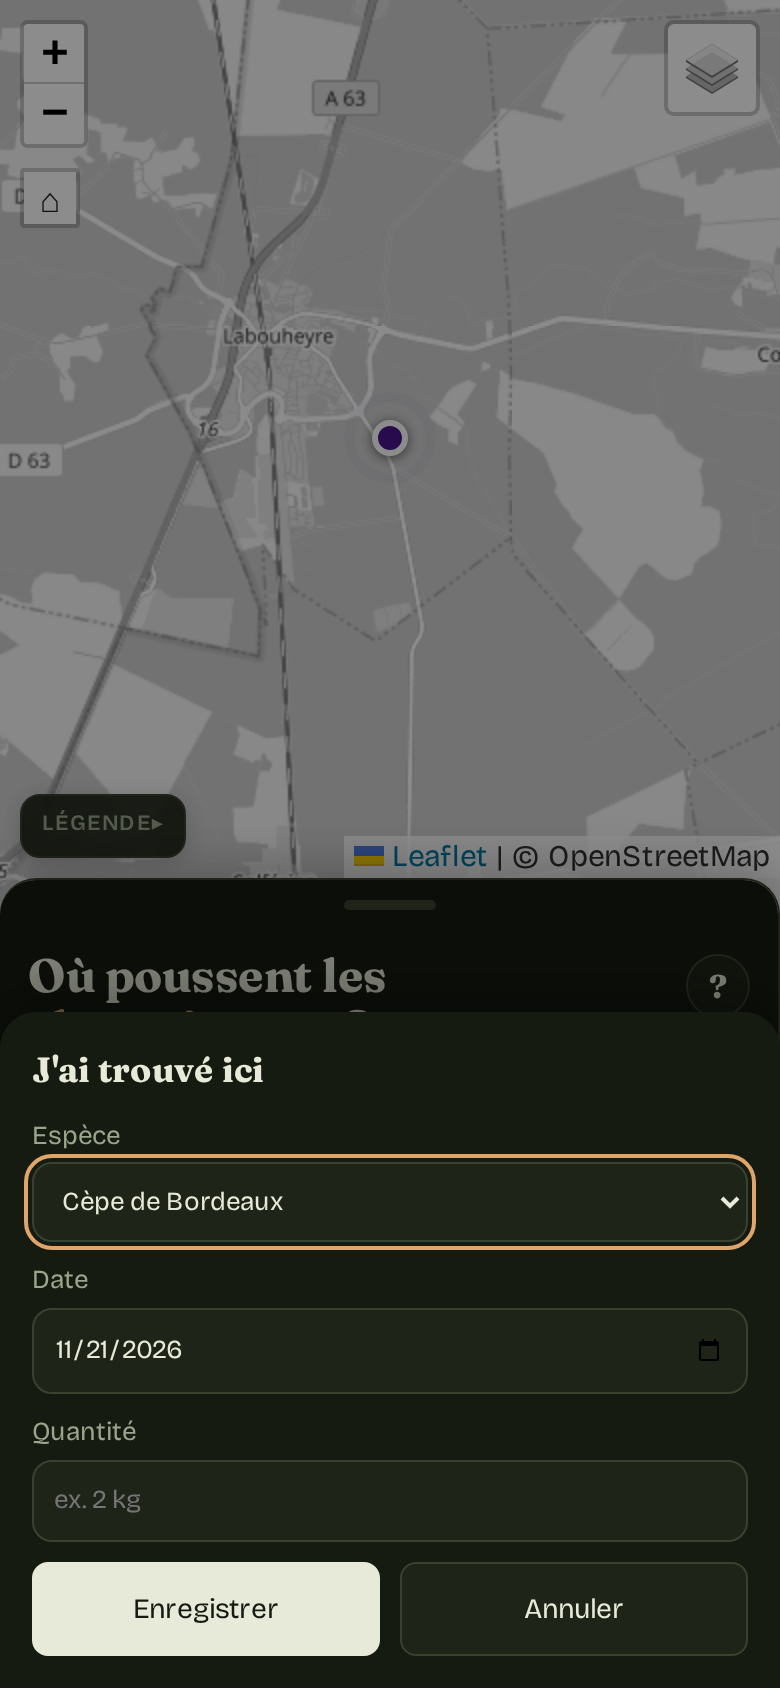 +
A 63
−
Labouheyre
Co
16
D 63
LÉGENDE▸
Leaflet | © OpenStreetMap
Où poussent les
?
J'ai trouvé ici
Espèce
Cèpe de Bordeaux
Date
11/21/2026
Quantité
ex. 2 kg
Enregistrer
Annuler